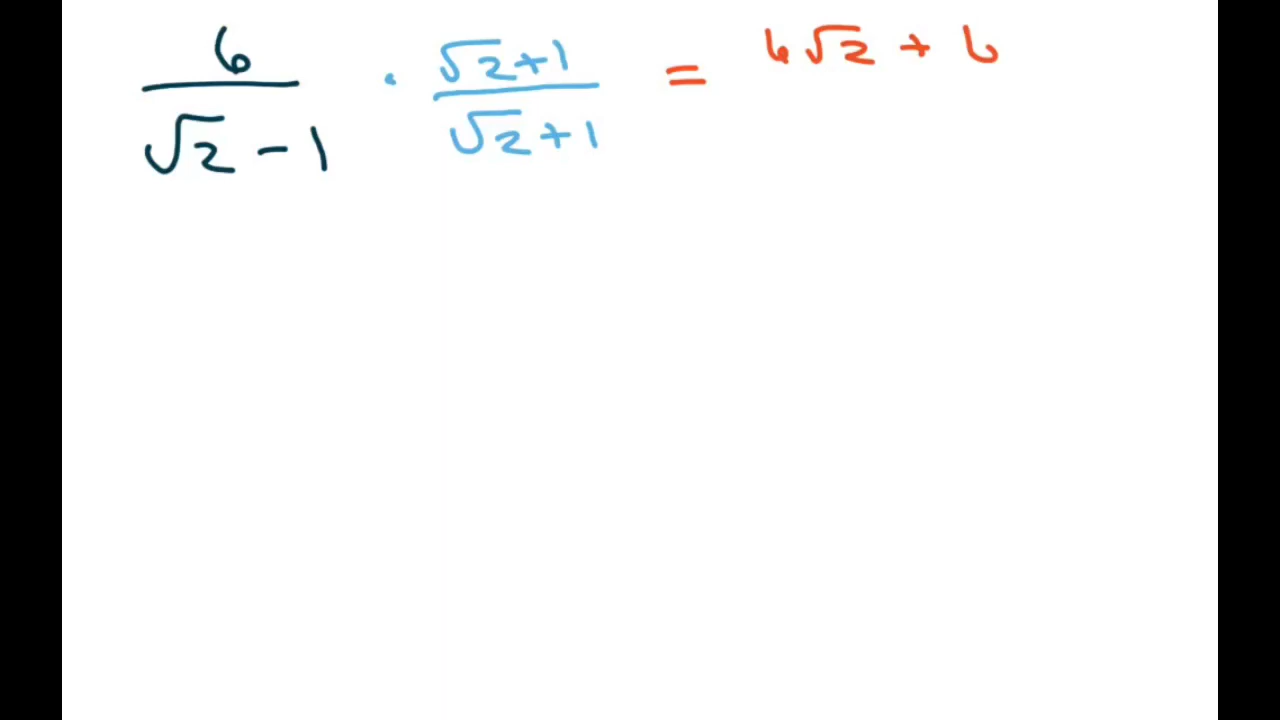 6 √2+1 = 6√2 + 6
√2 - 1 · √2+1